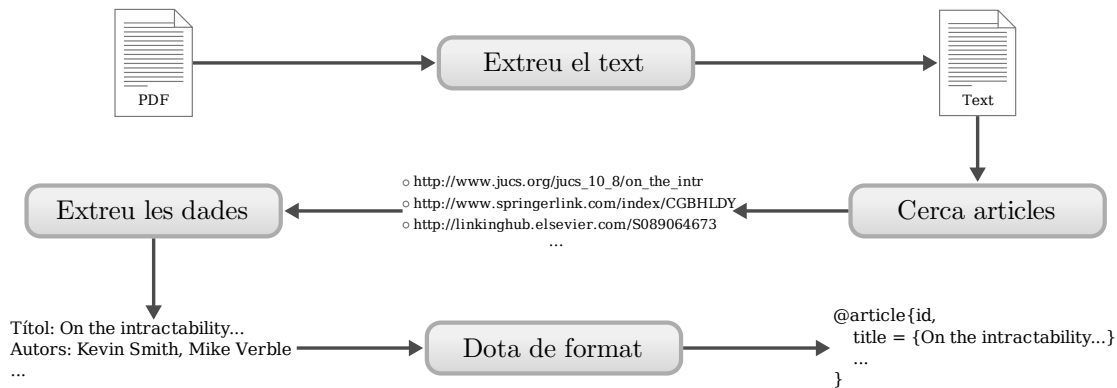 PDF
Extreu el text
Text
Cerca articles
○ http://www.jucs.org/jucs_10_8/on_the_intr
○ http://www.springerlink.com/index/CGBHLDY
○ http://linkinghub.elsevier.com/S089064673
...
Extreu les dades
Títol: On the intractability...
Autors: Kevin Smith, Mike Verble
...
Dota de format
@article{id,
title = {On the intractability...}
...
}